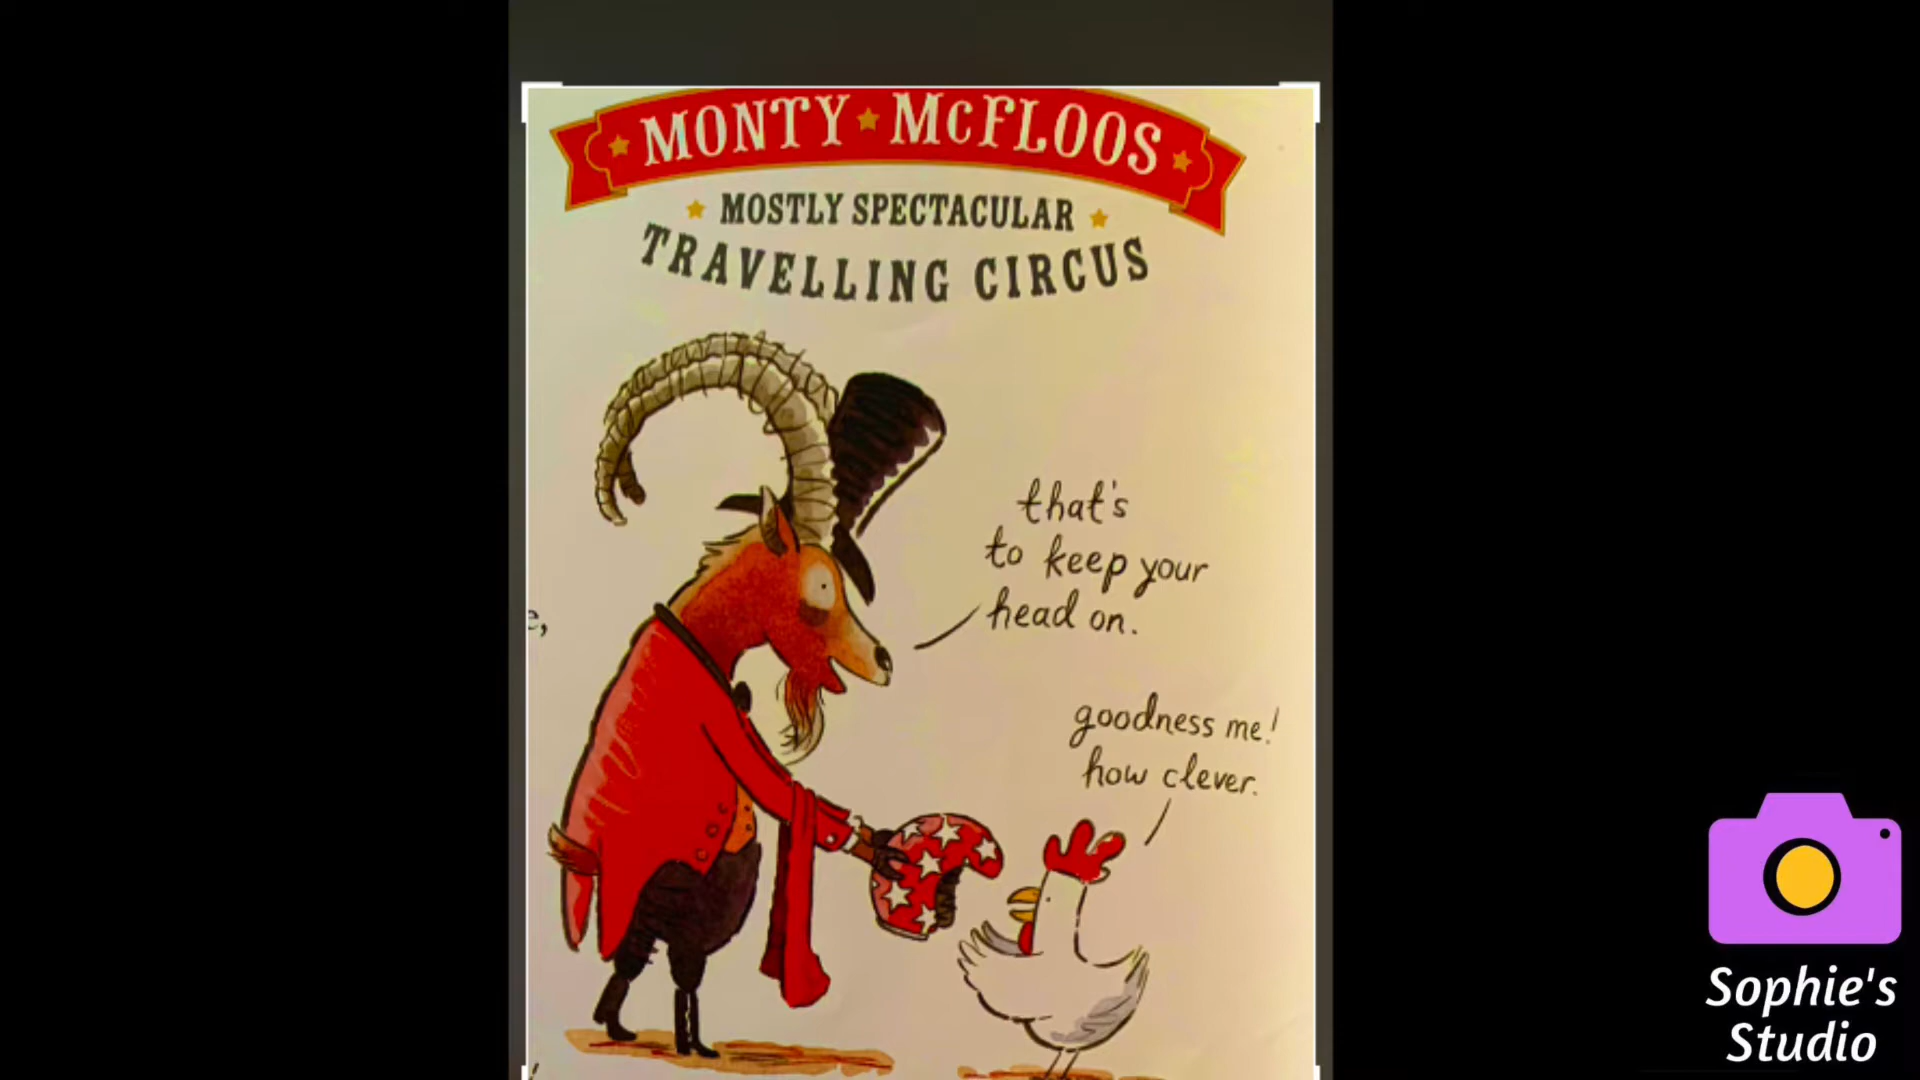 MONTY McFLOOS
MOSTLY SPECTACULAR
TRAVELLING CIRCUS
that's
to keep your
head on.
e,
goodness me!
how clever.
Sophie's
Studio